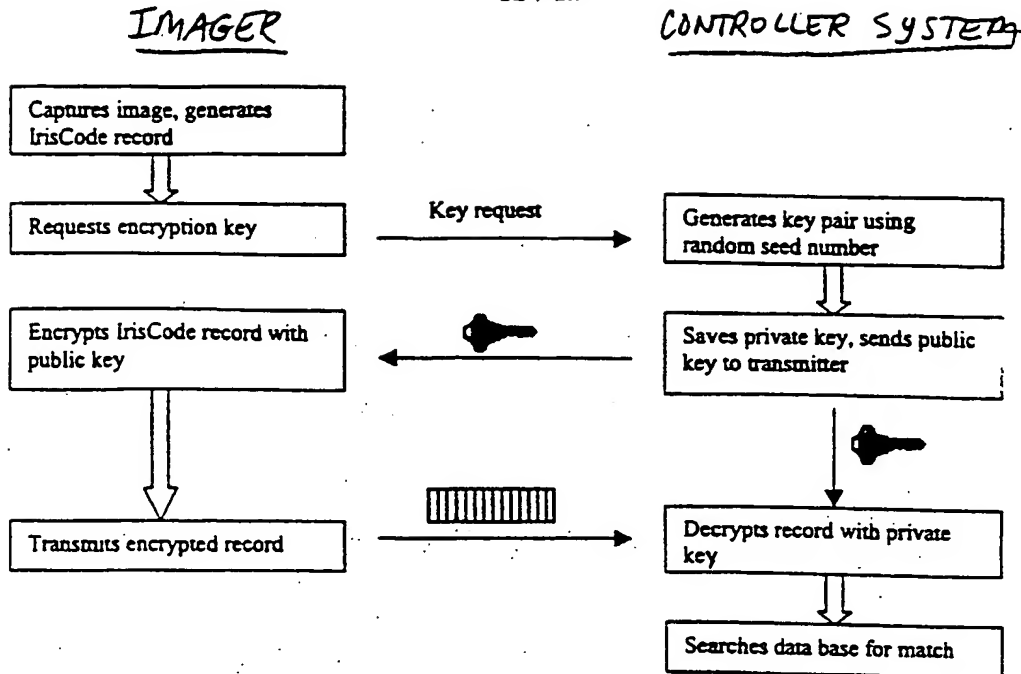 IMAGER
CONTROLLER SYSTEM
Captures image, generates
IrisCode record
Requests encryption key
Key request
Generates key pair using
random seed number
Encrypts IrisCode record with
public key
Saves private key, sends public
key to transmitter
Transmits encrypted record
Decrypts record with private
key
Searches data base for match